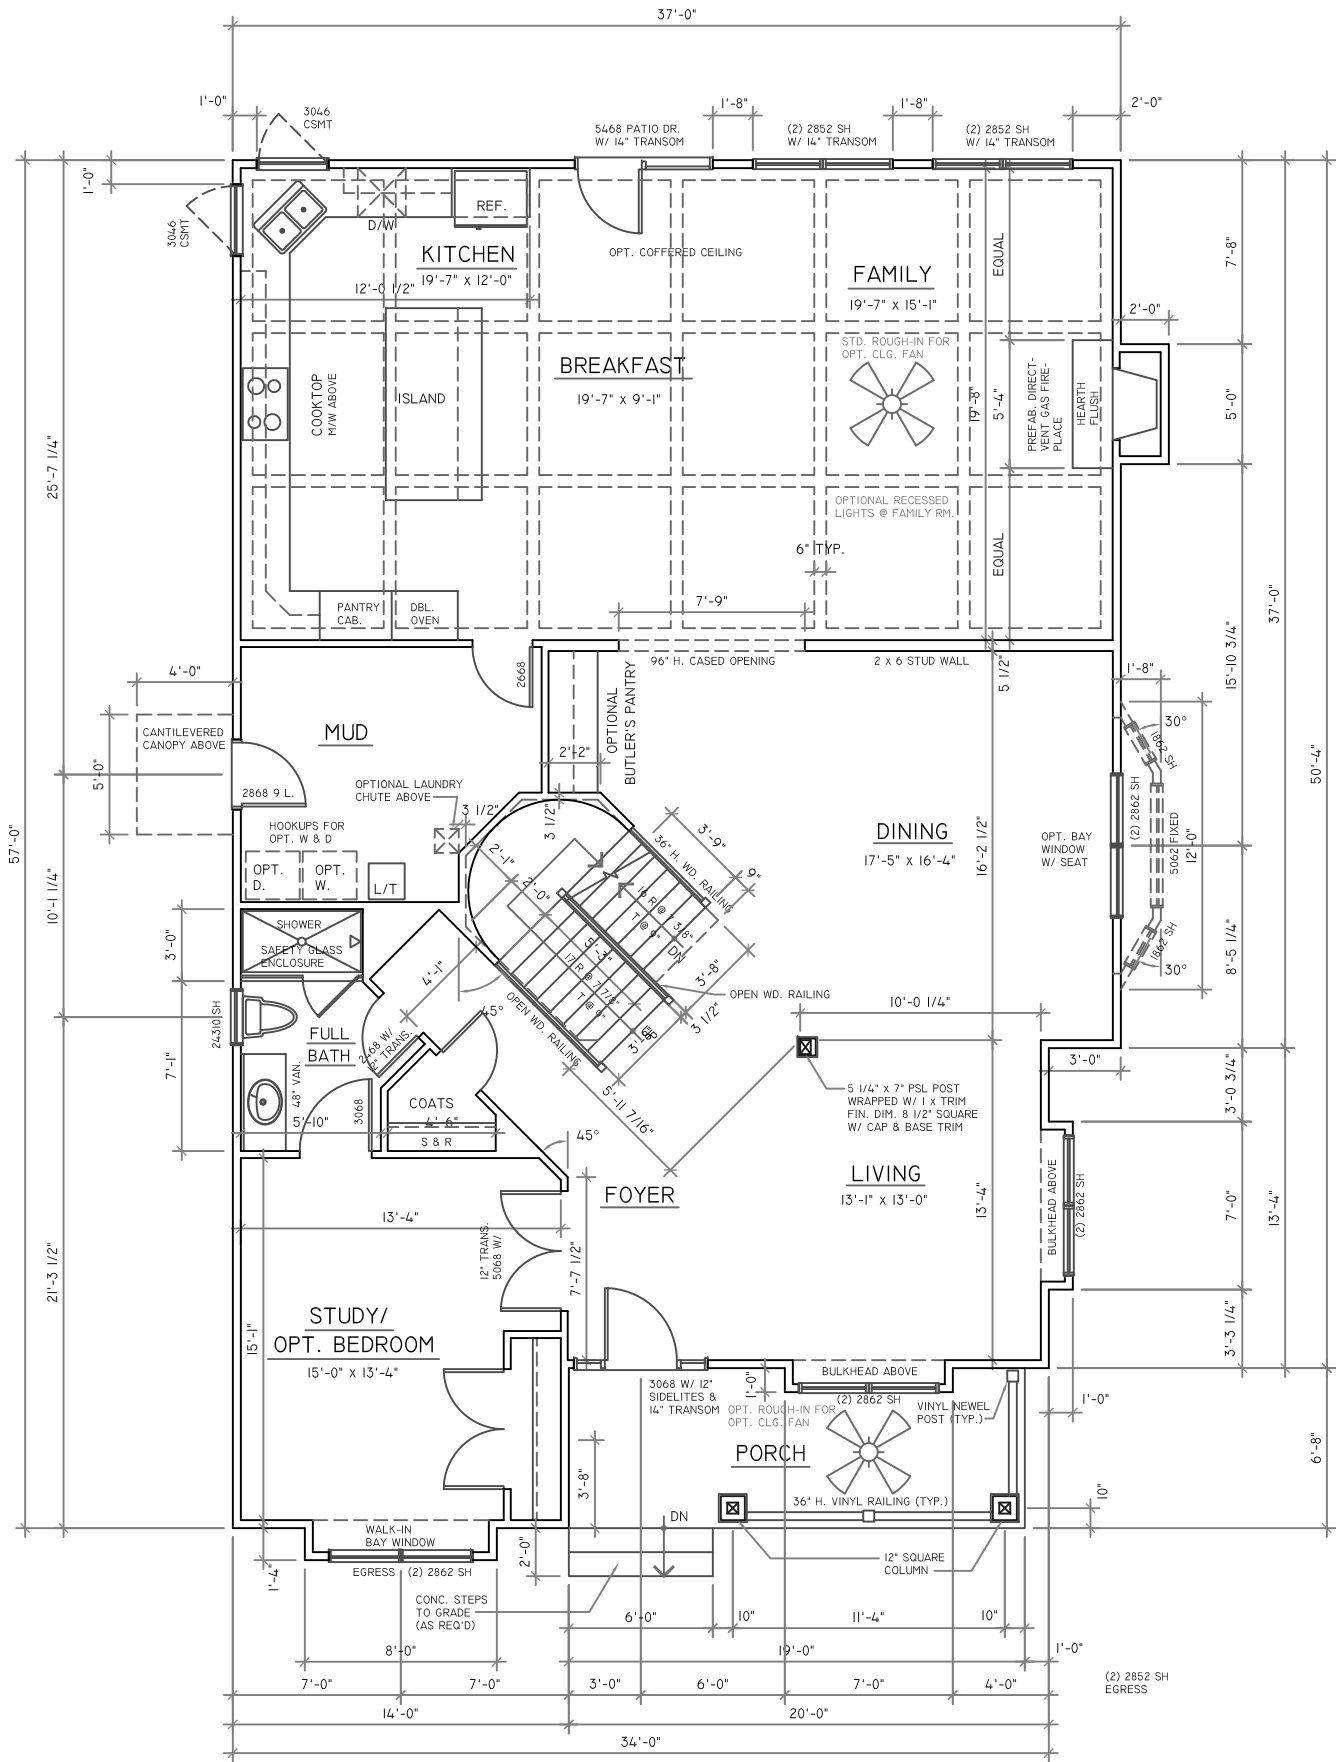 37'-0"
1'-0"
3046
CSMT
1'-8"
1'-8"
2'-0"
5468 PATIO DR.
W/ 14" TRANSOM
(2) 2852 SH
W/ 14" TRANSOM
(2) 2852 SH
W/ 14" TRANSOM
1'-0"
3046
CSMT
D/W
REF.
KITCHEN
19'-7" X 12'-0"
12'-0 1/2"
OPT. COFFERED CEILING
FAMILY
19'-7" X 15'-1"
EQUAL
7'-8"
2'-0"
STD. ROUGH-IN FOR
OPT. CLG. FAN
BREAKFAST
19'-7" X 9'-1"
COOKTOP
M/W ABOVE
ISLAND
19'-8"
5'-4"
PREFAB. DIRECT-
VENT GAS FIRE-
PLACE
HEARTH
FLUSH
5'-0"
25'-7 1/4"
OPTIONAL RECESSED
LIGHTS @ FAMILY RM.
6" TYP.
EQUAL
37'-0"
PANTRY
CAB.
DBL.
OVEN
7'-9"
2668
96" H. CASED OPENING
2 x 6 STUD WALL
5 1/2"
15'-10 3/4"
1'-8"
4'-0"
CANTILEVERED
CANOPY ABOVE
5'-0"
MUD
OPTIONAL
BUTLER'S PANTRY
2'-2"
30°
1862 SH
50'-4"
2868 9 L.
OPTIONAL LAUNDRY
CHUTE ABOVE
3 1/2"
3 1/2"
57'-0"
HOOKUPS FOR
OPT. W & D
OPT.
D.
OPT.
W.
L/T
36" H. WD. RAILING
3'-9"
9"
DINING
17'-5" X 16'-4"
16'-2 1/2"
OPT. BAY
WINDOW
W/ SEAT
(2) 2862 SH
5062 FIXED
12'-0"
2'-1"
2'-0"
16 R @ 7 3/8"
T @ 9"
DN
5'-3"
17 R @ 7 7/8"
T @ 9"
10'-1 1/4"
3'-0"
SHOWER
SAFETY GLASS
ENCLOSURE
4'-1"
45°
OPEN WD. RAILING
3'-8"
3 1/2"
OPEN WD. RAILING
1862 SH
30°
8'-5 1/4"
10'-0 1/4"
24310 SH
FULL
BATH
2468 W/
12" TRANS.
7'-1"
48" VAN.
3068
5'-10"
COATS
4'-6"
S & R
5'-11 7/16"
45°
5 1/4" x 7" PSL POST
WRAPPED W/ 1 x TRIM
FIN. DIM. 8 1/2" SQUARE
W/ CAP & BASE TRIM
3'-0"
3'-0 3/4"
FOYER
LIVING
13'-1" X 13'-0"
13'-4"
BULKHEAD ABOVE
(2) 2862 SH
7'-0"
13'-4"
13'-4"
12" TRANS.
5068 W/
7'-7 1/2"
21'-3 1/2"
15'-1"
STUDY/
OPT. BEDROOM
15'-0" X 13'-4"
3'-3 1/4"
3068 W/ 12"
SIDELITES &
14" TRANSOM
1'-0"
BULKHEAD ABOVE
(2) 2862 SH
OPT. ROUGH-IN FOR
OPT. CLG. FAN
VINYL NEWEL
POST (TYP.)
1'-0"
PORCH
3'-8"
6'-8"
10"
36" H. VINYL RAILING (TYP.)
DN
WALK-IN
BAY WINDOW
EGRESS (2) 2862 SH
1'-4"
2'-0"
12" SQUARE
COLUMN
CONC. STEPS
TO GRADE
(AS REQ'D)
6'-0"
10"
11'-4"
10"
8'-0"
19'-0"
1'-0"
7'-0"
7'-0"
3'-0"
6'-0"
7'-0"
4'-0"
(2) 2852 SH
EGRESS
14'-0"
20'-0"
34'-0"